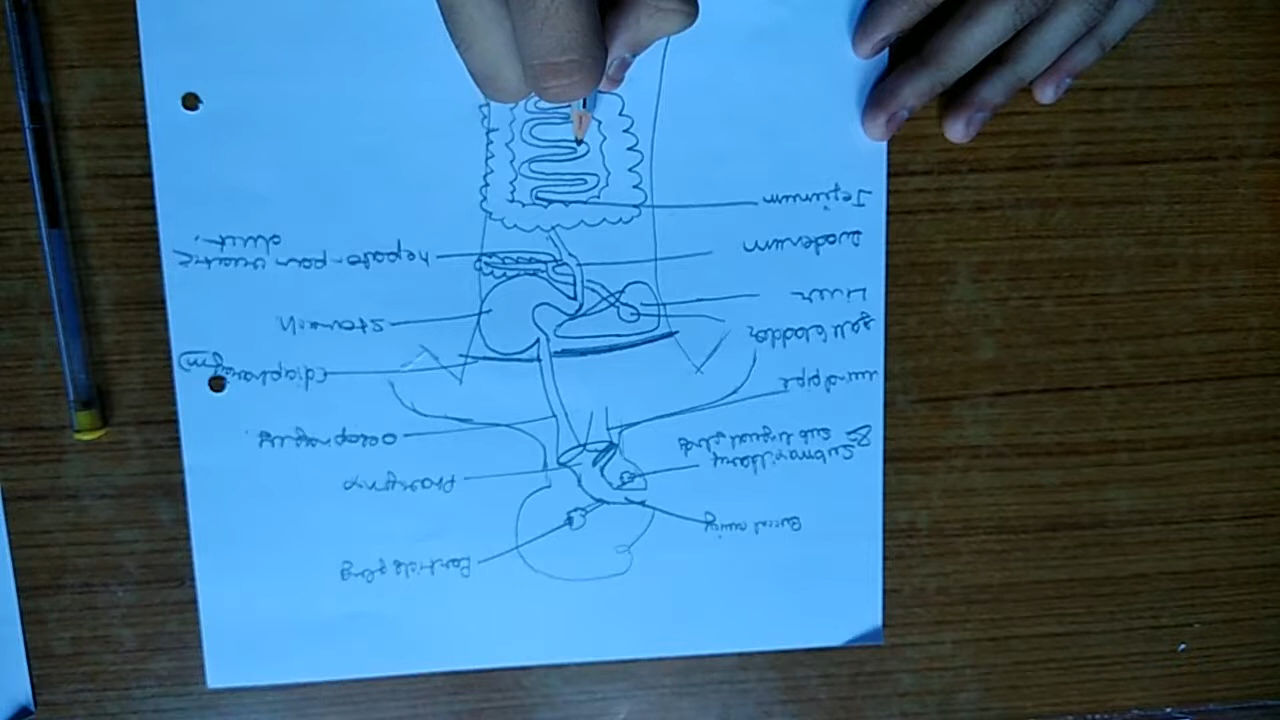 Parotide gland
Buccal cavity
Pharynx
Submaxillary
& sub lingual gland
Oesophagus
windpipe
(diaphragm)
gall bladder
Stomach
Liver
hepato-pancreatic
duct.
Duodenum
Jejunum